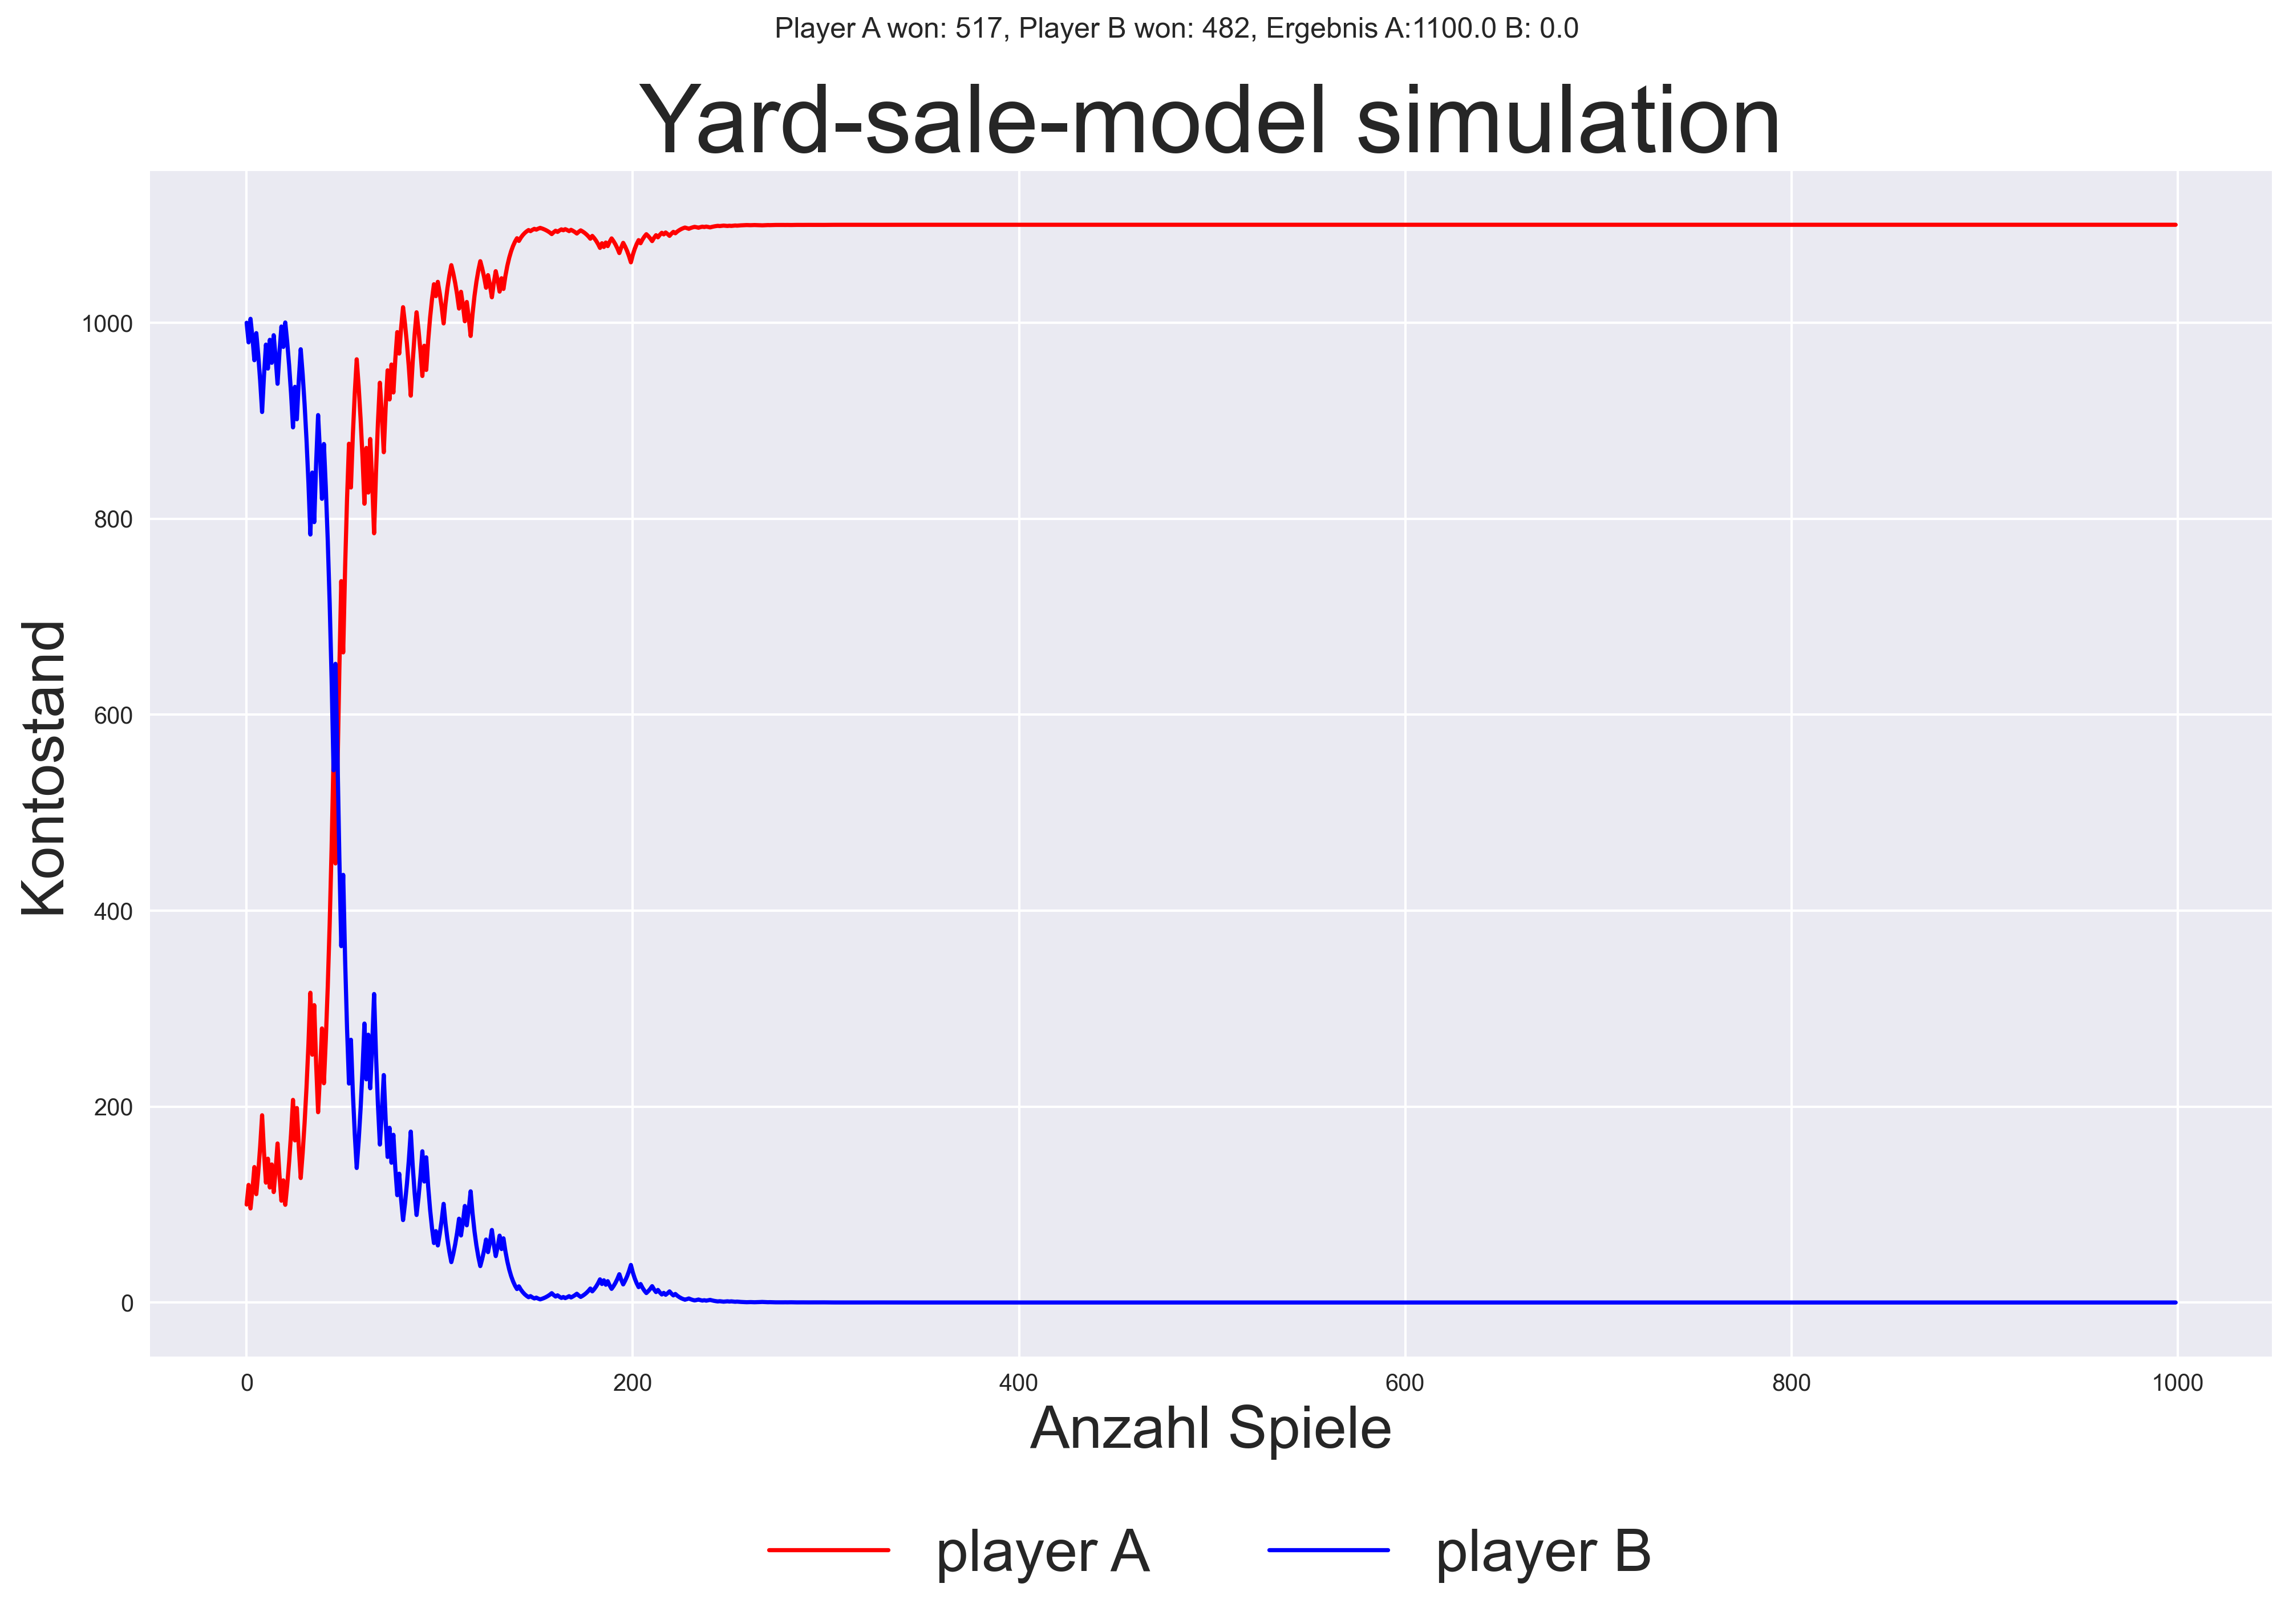 Player A won: 517, Player B won: 482, Ergebnis A:1100.0 B: 0.0
Yard-sale-model simulation
Kontostand
1000
800
600
400
200
0
0 200 400 600 800 1000
Anzahl Spiele
player A player B